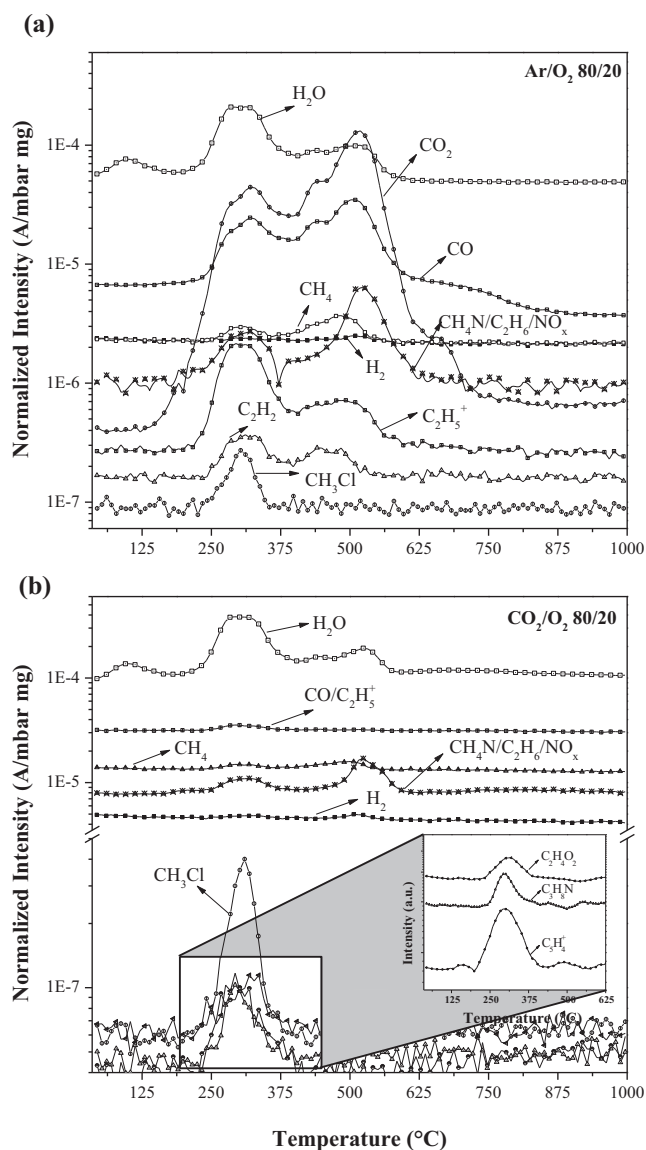 (a)
Ar/O₂ 80/20
Normalized Intensity (A/mbar mg)
1E-4
1E-5
1E-6
1E-7
H₂O
CO₂
CO
CH₄
CH₄N/C₂H₆/NOₓ
H₂
C₂H₂
C₂H₅⁺
CH₃Cl
125 250 375 500 625 750 875 1000
(b)
CO₂/O₂ 80/20
Normalized Intensity (A/mbar mg)
1E-4
1E-5
1E-7
H₂O
CO/C₂H₅⁺
CH₄
CH₄N/C₂H₆/NOₓ
H₂
CH₃Cl
Intensity (a.u.)
C₂H₄O₂
C₃H₈N
C₅H₄⁺
125 250 375 500 625
Temperature (°C)
125 250 375 500 625 750 875 1000
Temperature (°C)